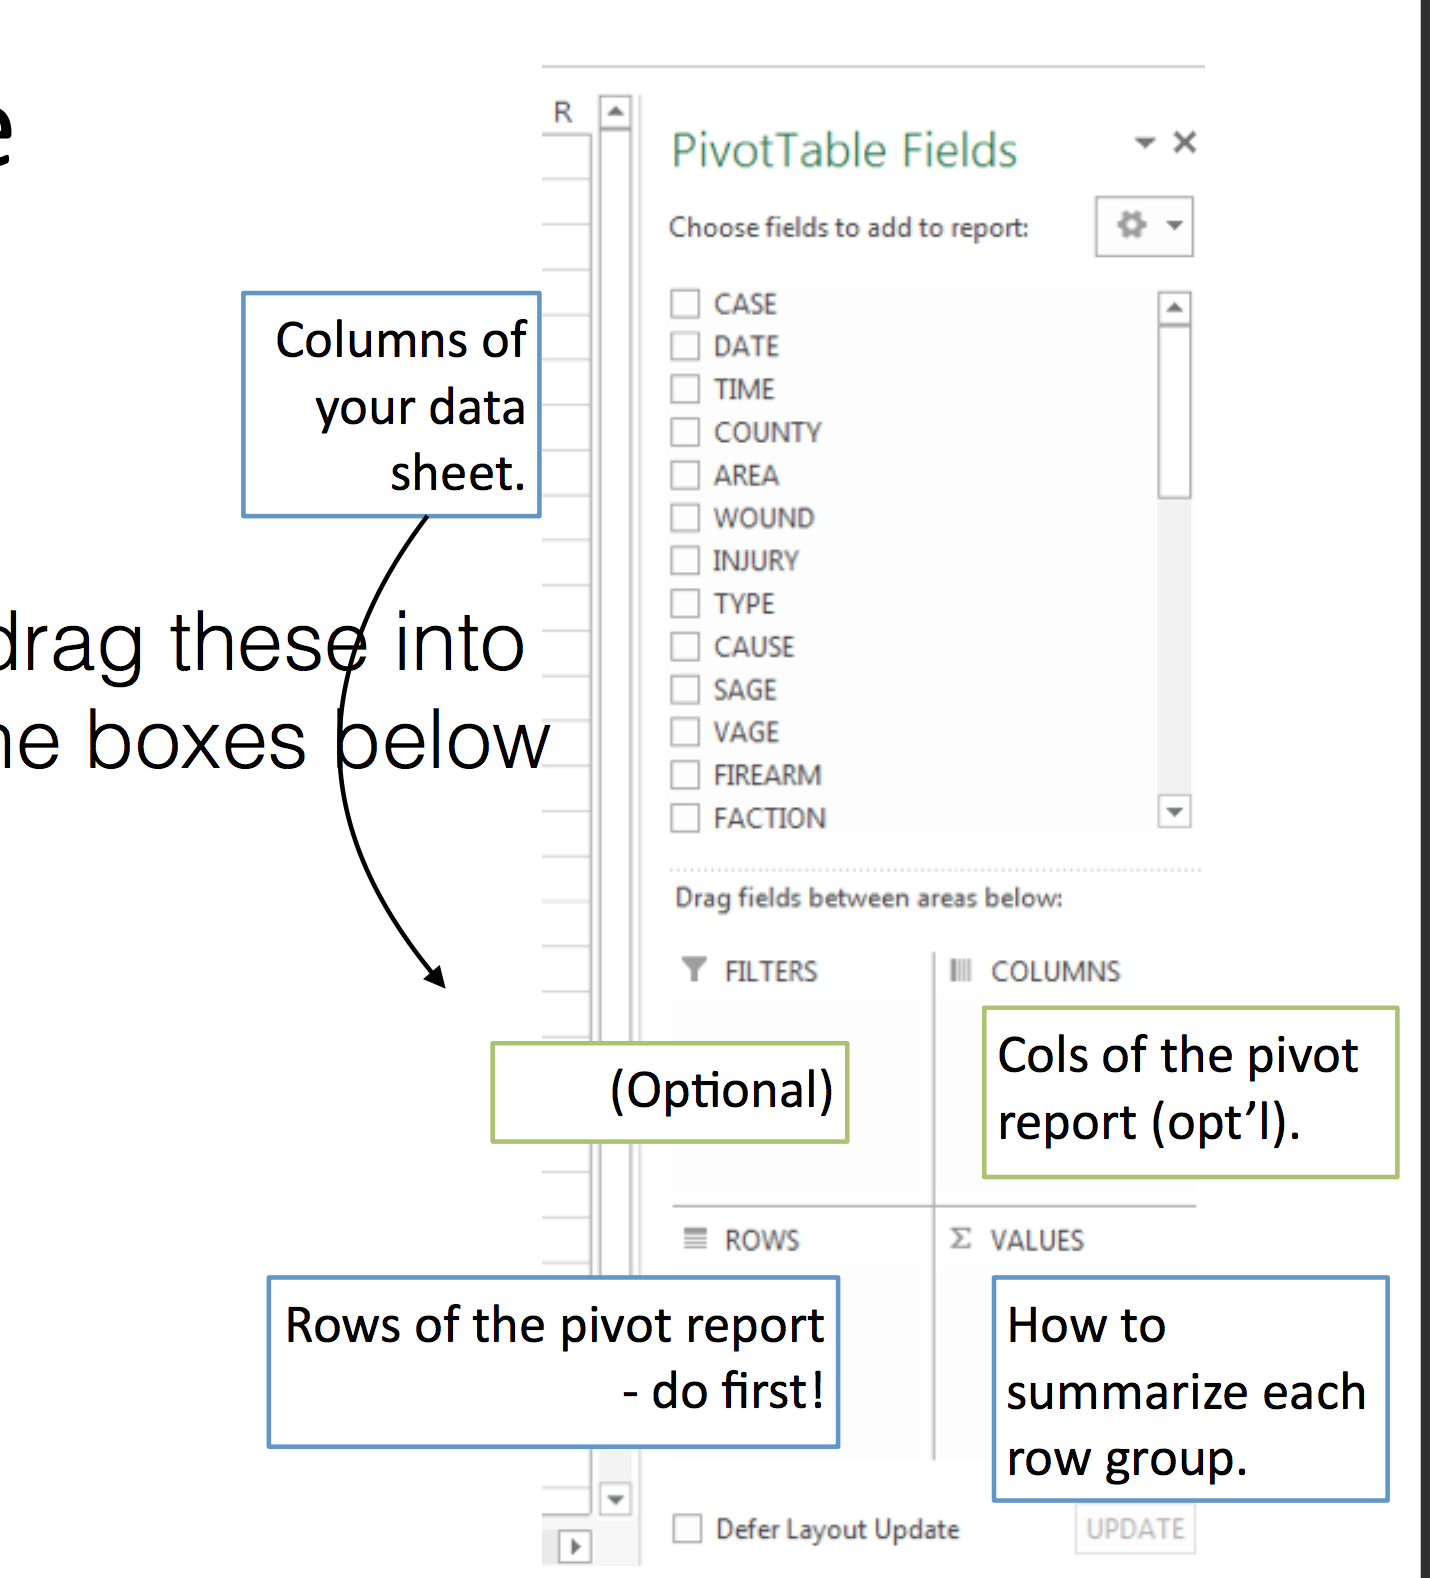 R
PivotTable Fields
Choose fields to add to report:
CASE
DATE
TIME
COUNTY
AREA
WOUND
INJURY
TYPE
CAUSE
SAGE
VAGE
FIREARM
FACTION
Columns of
your data
sheet.
drag these into
boxes below
Drag fields between areas below:
FILTERS
COLUMNS
(Optional)
Cols of the pivot
report (opt’l).
ROWS
Σ VALUES
Rows of the pivot report
- do first!
How to
summarize each
row group.
Defer Layout Update
UPDATE